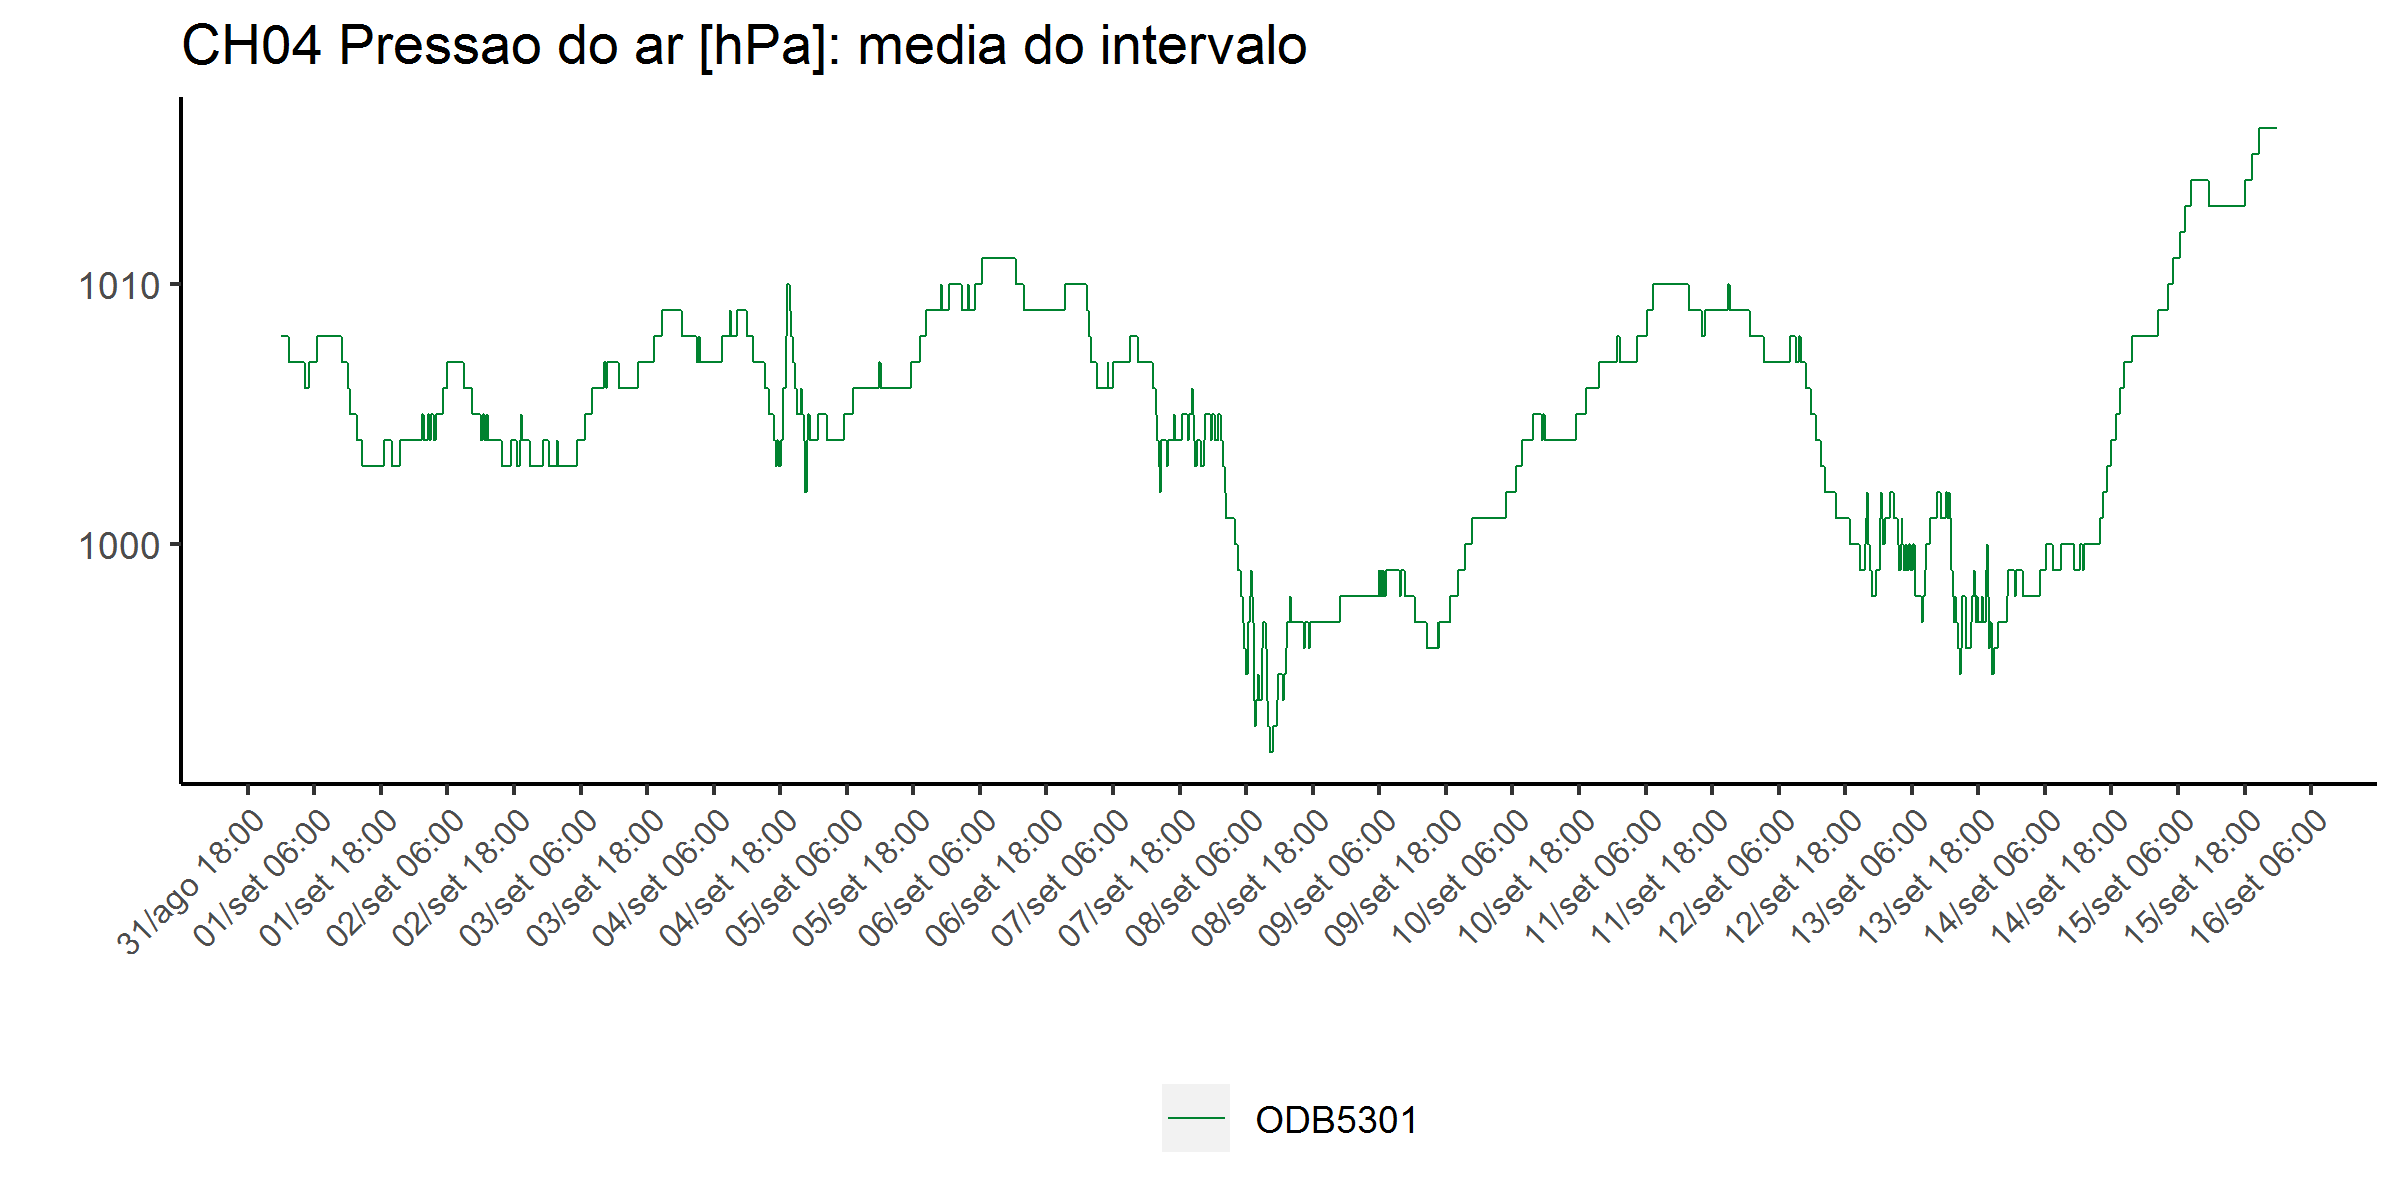 CH04 Pressao do ar [hPa]: media do intervalo
1010
1000
31/ago 18:00
01/set 06:00
01/set 18:00
02/set 06:00
02/set 18:00
03/set 06:00
03/set 18:00
04/set 06:00
04/set 18:00
05/set 06:00
05/set 18:00
06/set 06:00
06/set 18:00
07/set 06:00
07/set 18:00
08/set 06:00
08/set 18:00
09/set 06:00
09/set 18:00
10/set 06:00
10/set 18:00
11/set 06:00
11/set 18:00
12/set 06:00
12/set 18:00
13/set 06:00
13/set 18:00
14/set 06:00
14/set 18:00
15/set 06:00
15/set 18:00
16/set 06:00
ODB5301